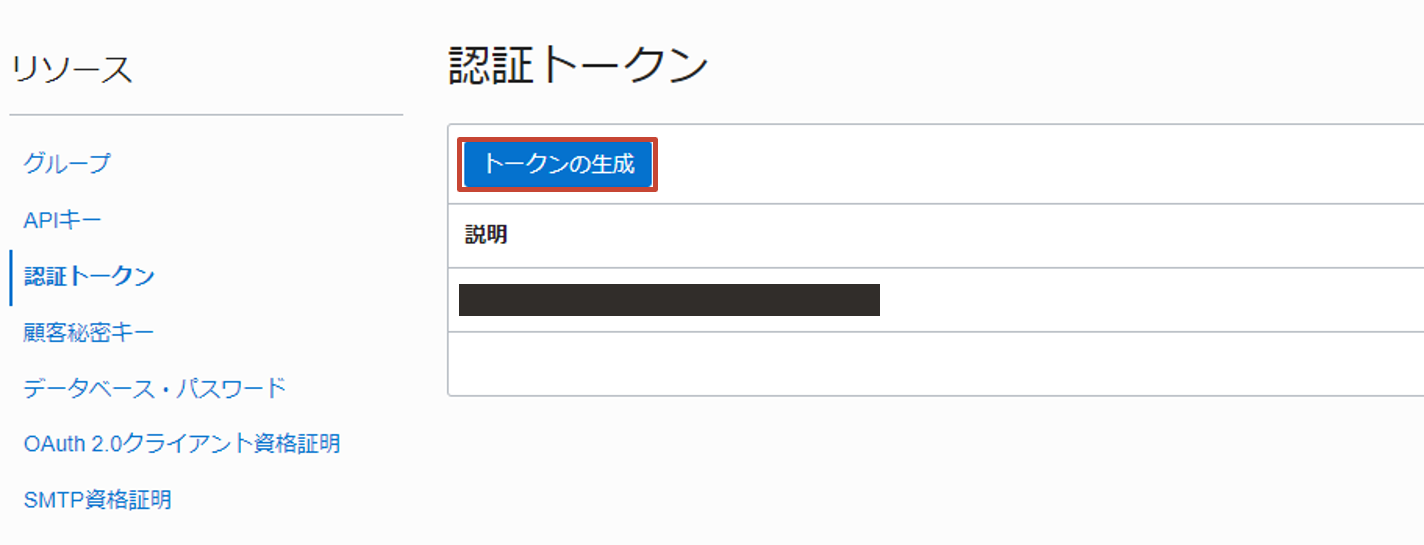 リソース
グループ
APIキー
認証トークン
顧客秘密キー
データベース・パスワード
OAuth 2.0クライアント資格証明
SMTP資格証明
認証トークン
トークンの生成
説明